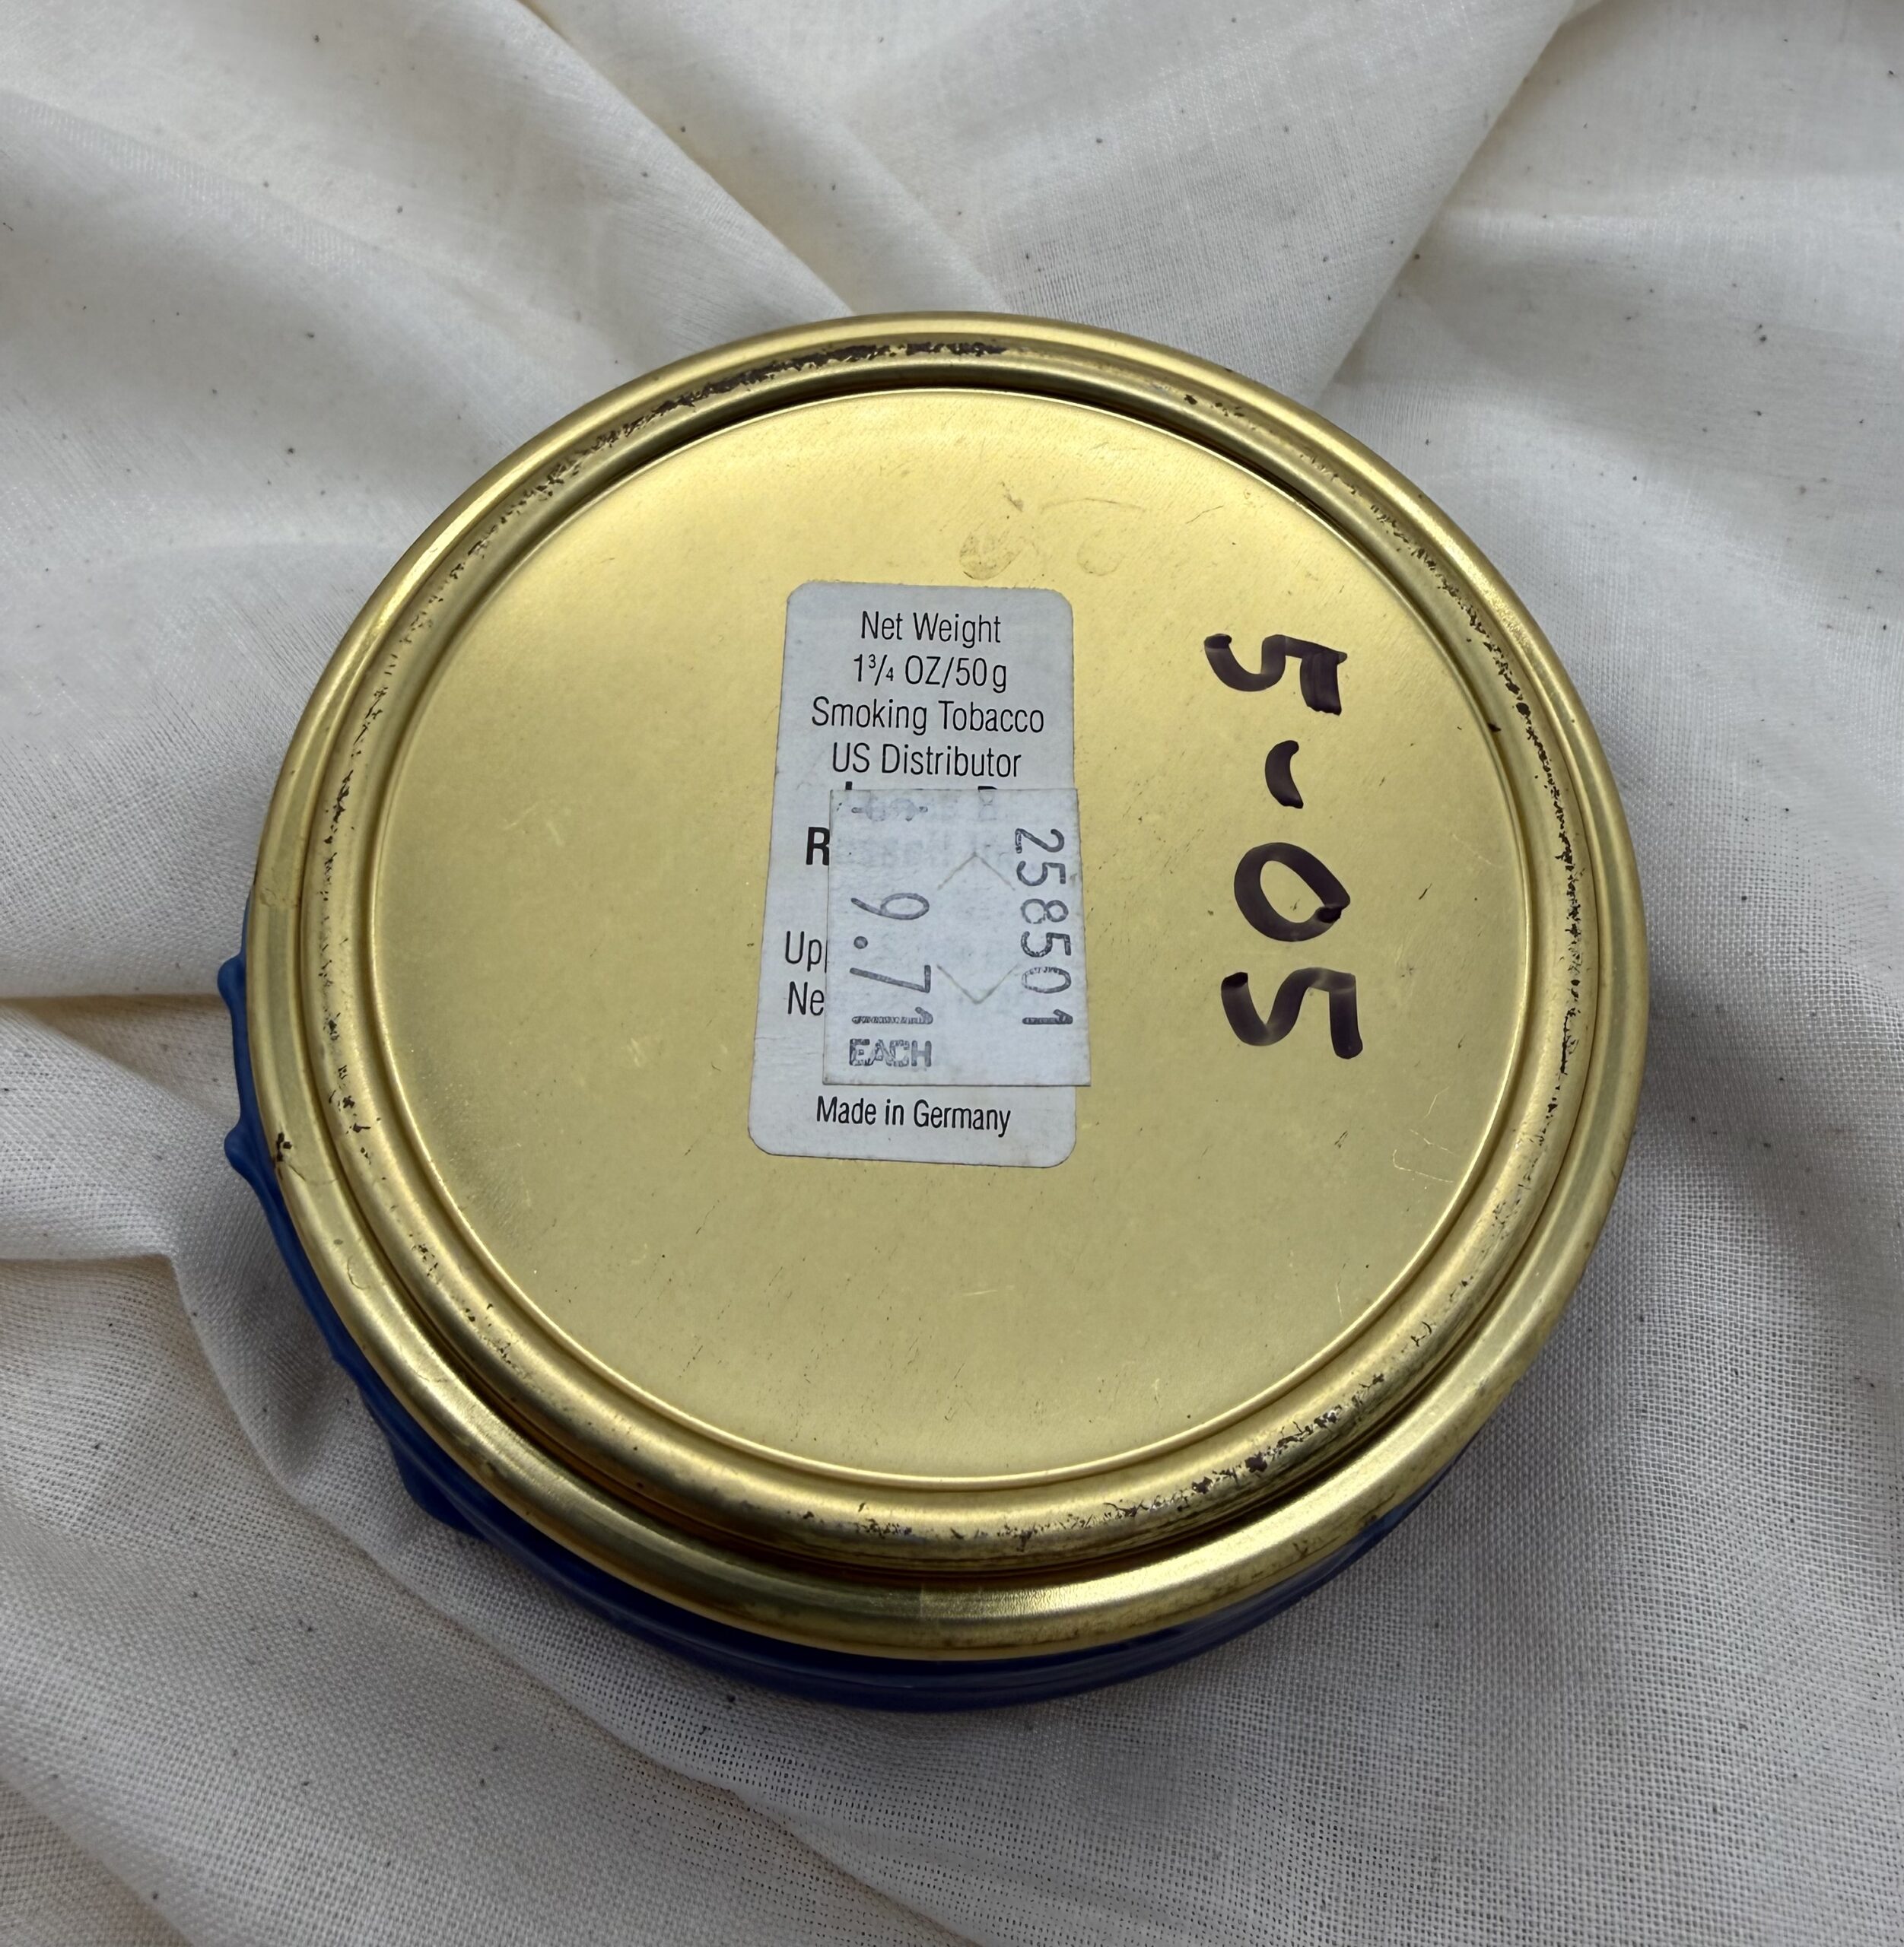 Net Weight
1¾ OZ/50g
Smoking Tobacco
US Distributor
R
Made in Germany
258501
9.71
EACH
5-05